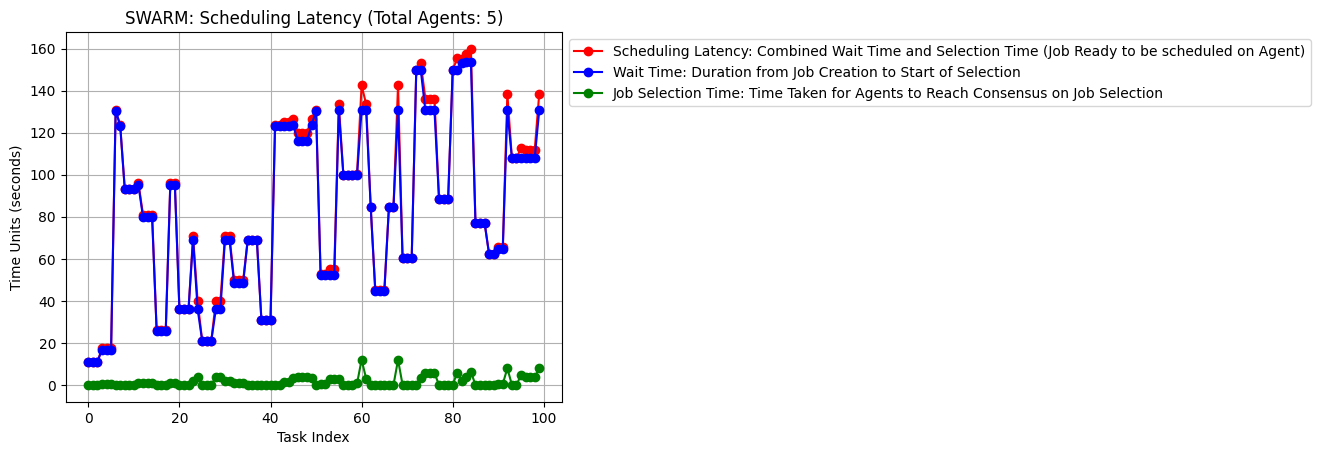 SWARM: Scheduling Latency (Total Agents: 5)
Scheduling Latency: Combined Wait Time and Selection Time (Job Ready to be scheduled on Agent)
Wait Time: Duration from Job Creation to Start of Selection
Job Selection Time: Time Taken for Agents to Reach Consensus on Job Selection
Time Units (seconds)
160
140
120
100
80
60
40
20
0
0 20 40 60 80 100
Task Index